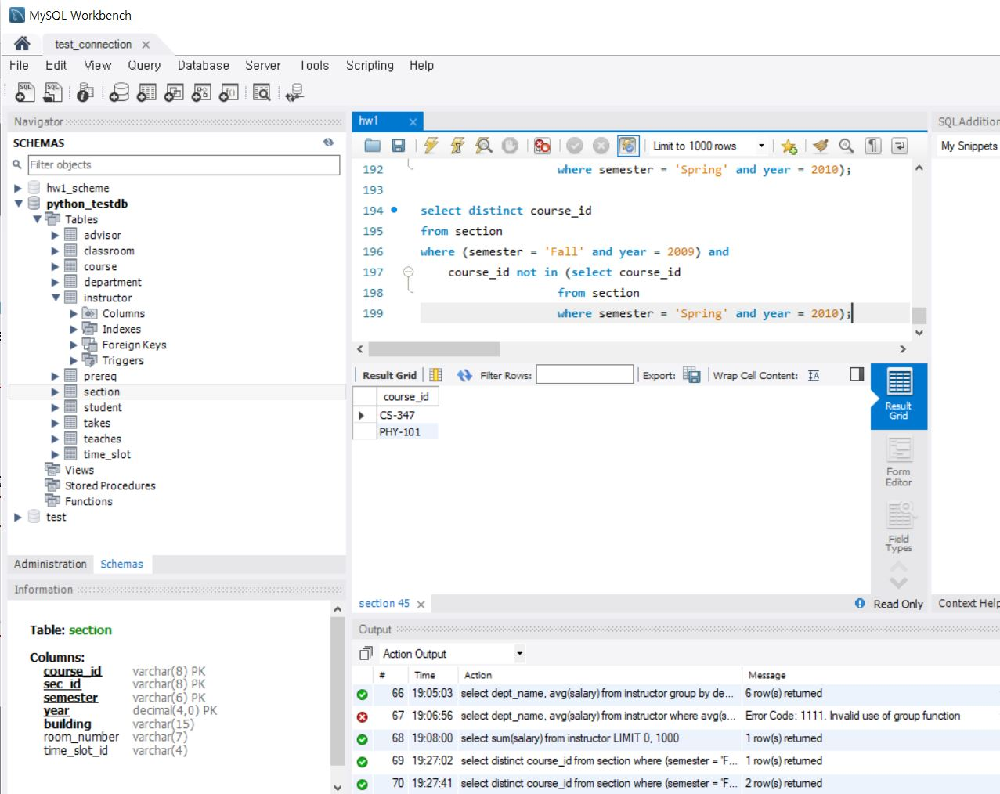 MySQL Workbench
test_connection
File Edit View Query Database Server Tools Scripting Help
Navigator
SCHEMAS
Filter objects
hw1_scheme
python_testdb
Tables
advisor
classroom
course
department
instructor
Columns
Indexes
Foreign Keys
Triggers
prereq
section
student
takes
teaches
time_slot
Views
Stored Procedures
Functions
test
Administration Schemas
Information
Table: section
Columns:
course_id varchar(8) PK
sec_id varchar(8) PK
semester varchar(6) PK
year decimal(4,0) PK
building varchar(15)
room_number varchar(7)
time_slot_id varchar(4)
hw1
Limit to 1000 rows
192 where semester = 'Spring' and year = 2010);
193
194 select distinct course_id
195 from section
196 where (semester = 'Fall' and year = 2009) and
197 course_id not in (select course_id
198 from section
199 where semester = 'Spring' and year = 2010);
Result Grid Filter Rows: Export: Wrap Cell Content:
course_id
CS-347
PHY-101
Result
Grid
Form
Editor
Field
Types
section 45
Read Only
SQLAddition
My Snippets
Context Help
Output
Action Output
# Time Action Message
66 19:05:03 select dept_name, avg(salary) from instructor group by de... 6 row(s) returned
67 19:06:56 select dept_name, avg(salary) from instructor where avg(s... Error Code: 1111. Invalid use of group function
68 19:08:00 select sum(salary) from instructor LIMIT 0, 1000 1 row(s) returned
69 19:27:02 select distinct course_id from section where (semester = 'F... 1 row(s) returned
70 19:27:41 select distinct course_id from section where (semester = 'F... 2 row(s) returned